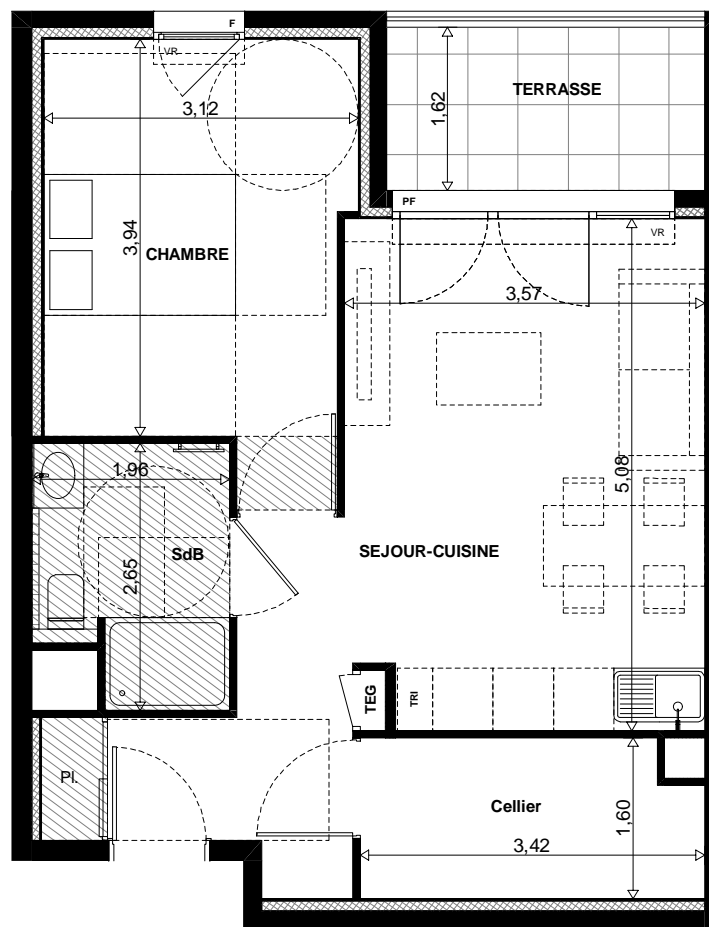 F
VR
3,12
TERRASSE
1,62
PF
VR
3,94
CHAMBRE
3,57
1,96
5,08
SdB
SEJOUR-CUISINE
2,65
TEG
TRI
Pl.
Cellier
1,60
3,42